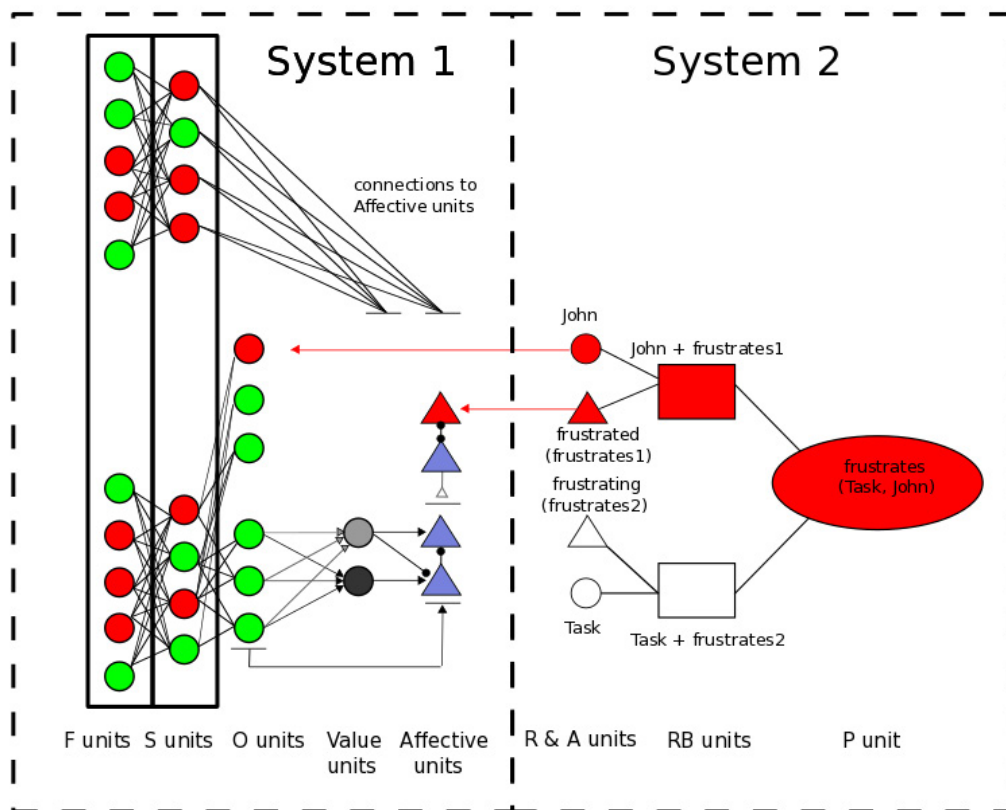 System 1
System 2
connections to
Affective units
John
John + frustrates1
frustrated
(frustrates1)
frustrating
(frustrates2)
frustrates
(Task, John)
Task
Task + frustrates2
F units
S units
O units
Value
units
Affective
units
R & A units
RB units
P unit